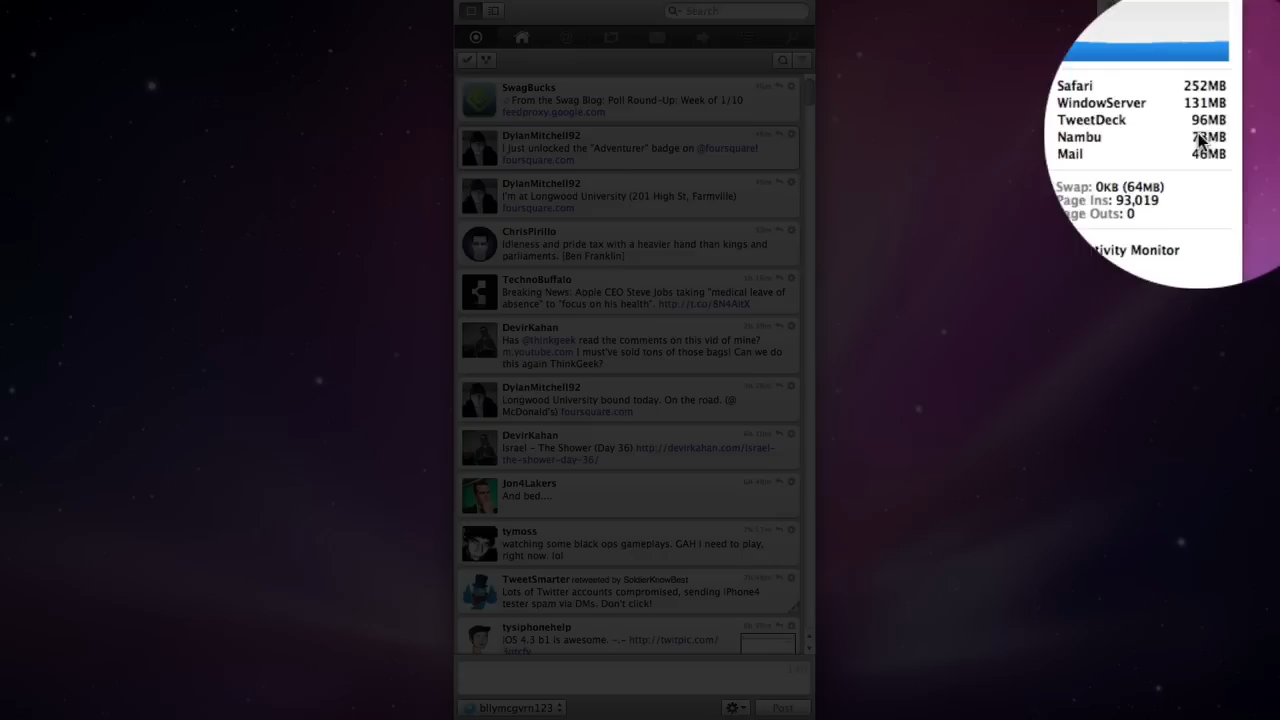 Search
SwagBucks
From the Swag Blog: Poll Round-Up: Week of 1/10
feedproxy.google.com
DylanMitchell92
I just unlocked the "Adventurer" badge on @foursquare!
foursquare.com
DylanMitchell92
I'm at Longwood University (201 High St, Farmville)
foursquare.com
ChrisPirillo
Idleness and pride tax with a heavier hand than kings and
parliaments. [Ben Franklin]
TechnoBuffalo
Breaking News: Apple CEO Steve Jobs taking "medical leave of
absence" to "focus on his health". http://t.co/8N4AitX
DevirKahan
Has @thinkgeek read the comments on this vid of mine?
m.youtube.com I must've sold tons of those bags! Can we do
this again ThinkGeek?
DylanMitchell92
Longwood University bound today. On the road. (@
McDonald's) foursquare.com
DevirKahan
Israel - The Shower (Day 36) http://devirkahan.com/israel-
the-shower-day-36/
Jon4Lakers
And bed....
tymoss
watching some black ops gameplays. GAH I need to play,
right now. lol
TweetSmarter retweeted by SoldierKnowBest
Lots of Twitter accounts compromised, sending iPhone4
tester spam via DMs. Don't click!
tysiphonehelp
iOS 4.3 b1 is awesome. -.- http://twitpic.com/
bllymcgvrn123
Post
Safari 252MB
WindowServer 131MB
TweetDeck 96MB
Nambu
Mail 46MB
Swap: 0KB (64MB)
Page Ins: 93,019
age Outs: 0
tivity Monitor